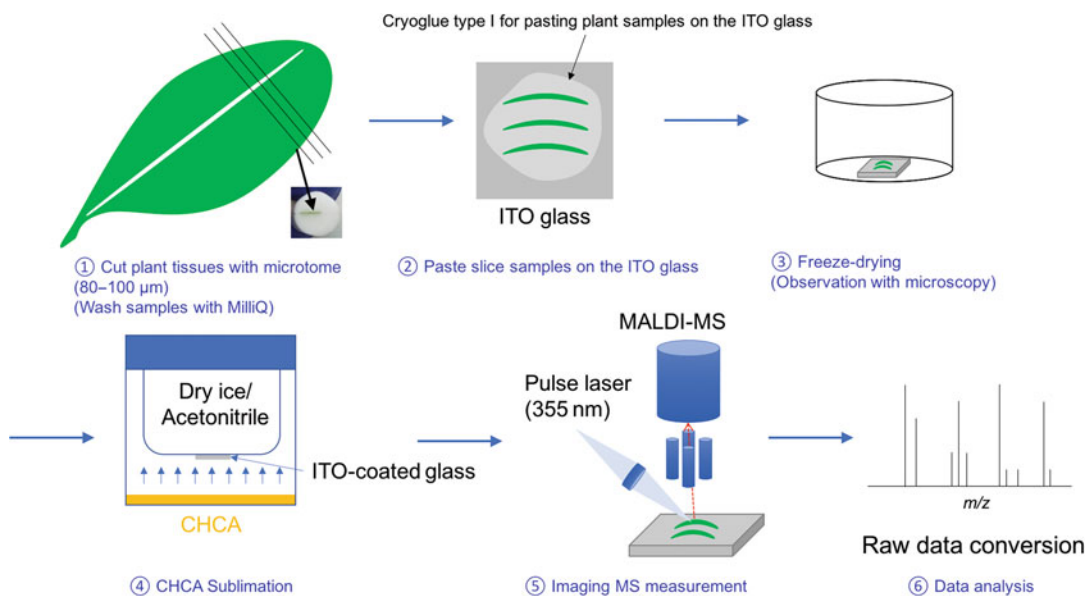 Cryoglue type I for pasting plant samples on the ITO glass
ITO glass
① Cut plant tissues with microtome
(80–100 μm)
(Wash samples with MilliQ)
② Paste slice samples on the ITO glass
③ Freeze-drying
(Observation with microscopy)
Dry ice/
Acetonitrile
ITO-coated glass
CHCA
④ CHCA Sublimation
MALDI-MS
Pulse laser
(355 nm)
⑤ Imaging MS measurement
m/z
Raw data conversion
⑥ Data analysis